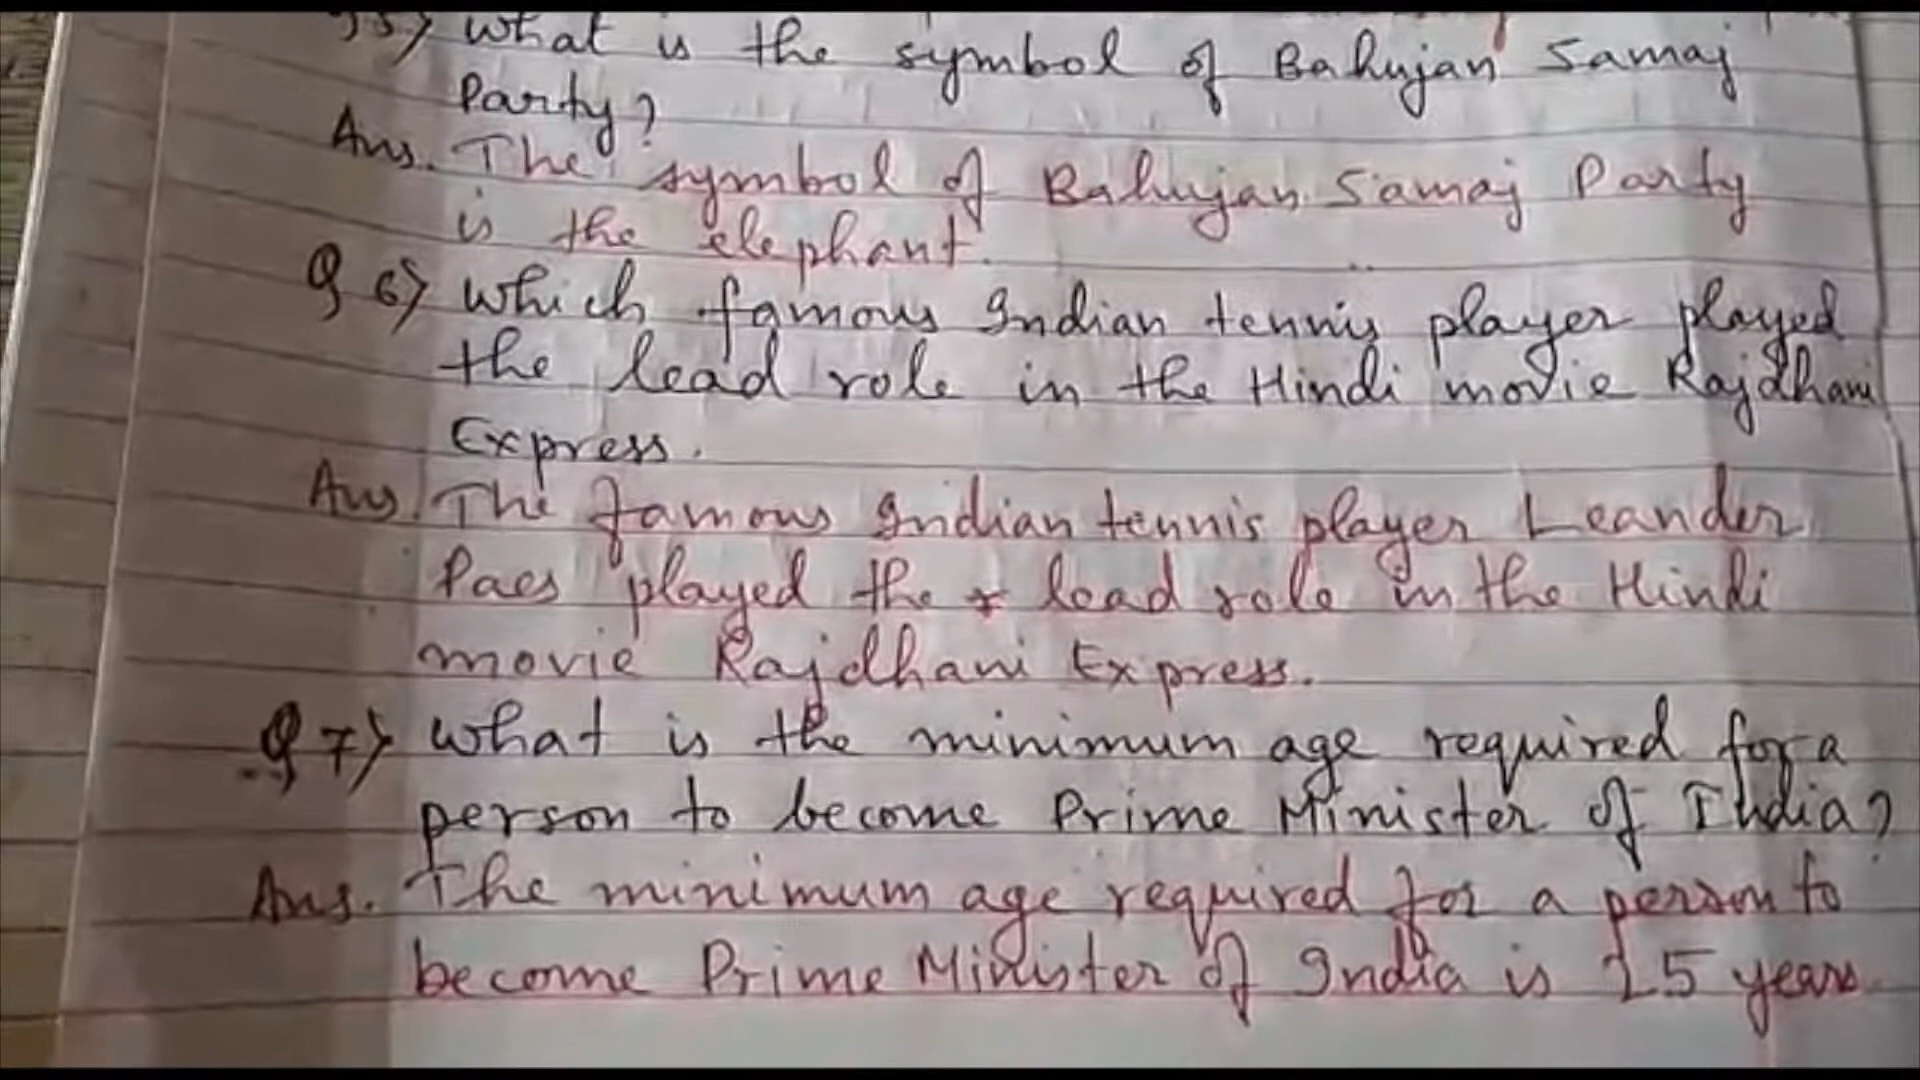 Q5) What is the symbol of Bahujan Samaj
Party?
Ans. The symbol of Bahujan Samaj Party
is the elephant.
Q 6) Which famous Indian tennis player played
the lead role in the Hindi movie Rajdhani
Express.
Ans. The famous Indian tennis player Leander
Paes played the lead role in the Hindi
movie Rajdhani Express.
Q 7) What is the minimum age required for a
person to become Prime Minister of India?
Ans. The minimum age required for a person to
become Prime Minister of India is 25 years.